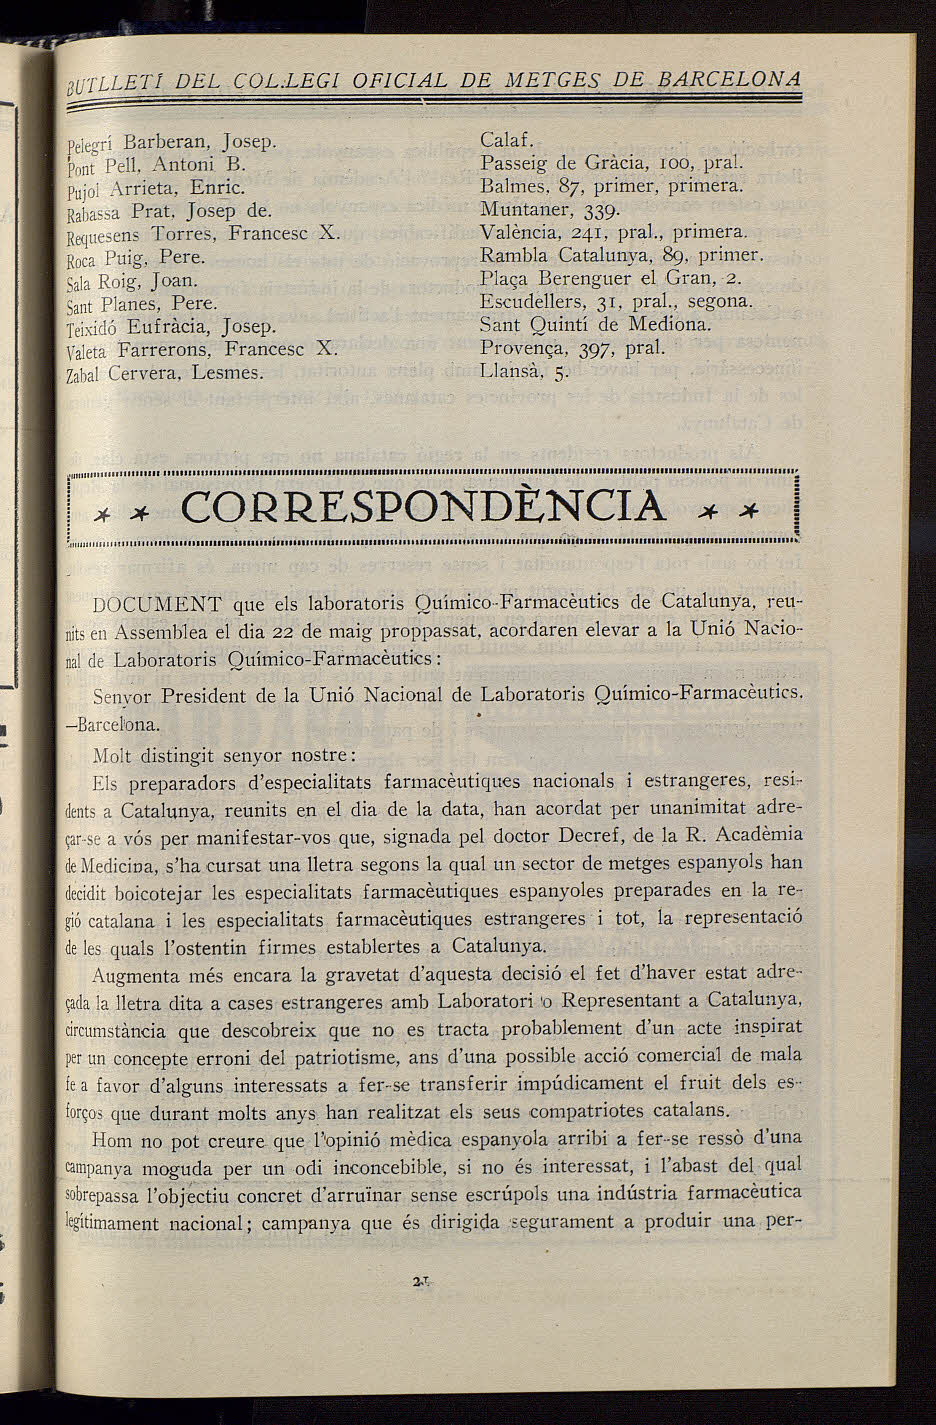 BUTLLETÍ DEL COL.LEGI OFICIAL DE METGES DE BARCELONA
Pelegrí Barberan, Josep. Calaf.
Pont Pell, Antoni B. Passeig de Gràcia, 100, pral.
Pujol Arrieta, Enric. Balmes, 87, primer, primera.
Rabassa Prat, Josep de. Muntaner, 339.
Requesens Torres, Francesc X. València, 241, pral., primera.
Roca Puig, Pere. Rambla Catalunya, 89, primer.
Sala Roig, Joan. Plaça Berenguer el Gran, 2.
Sant Planes, Pere. Escudellers, 31, pral., segona.
Teixidó Eufràcia, Josep. Sant Quintí de Mediona.
Valeta Farrerons, Francesc X. Provença, 397, pral.
Zabal Cervera, Lesmes. Llansà, 5.
* * CORRESPONDÈNCIA * *
DOCUMENT que els laboratoris Químico-Farmacèutics de Catalunya, reu-
nits en Assemblea el dia 22 de maig proppassat, acordaren elevar a la Unió Nacio-
nal de Laboratoris Químico-Farmacèutics:
Senyor President de la Unió Nacional de Laboratoris Químico-Farmacèutics.
—Barcelona.
Molt distingit senyor nostre:
Els preparadors d'especialitats farmacèutiques nacionals i estrangeres, resi-
dents a Catalunya, reunits en el dia de la data, han acordat per unanimitat adre-
çar-se a vós per manifestar-vos que, signada pel doctor Decref, de la R. Acadèmia
de Medicina, s'ha cursat una lletra segons la qual un sector de metges espanyols han
decidit boicotejar les especialitats farmacèutiques espanyoles preparades en la re-
gió catalana i les especialitats farmacèutiques estrangeres i tot, la representació
de les quals l'ostentin firmes establertes a Catalunya.
Augmenta més encara la gravetat d'aquesta decisió el fet d'haver estat adre-
çada la lletra dita a cases estrangeres amb Laboratori o Representant a Catalunya,
circumstància que descobreix que no es tracta probablement d'un acte inspirat
per un concepte erroni del patriotisme, ans d'una possible acció comercial de mala
fe a favor d'alguns interessats a fer-se transferir impúdicament el fruit dels es-
forços que durant molts anys han realitzat els seus compatriotes catalans.
Hom no pot creure que l'opinió mèdica espanyola arribi a fer-se ressò d'una
campanya moguda per un odi inconcebible, si no és interessat, i l'abast del qual
sobrepassa l'objectiu concret d'arruïnar sense escrúpols una indústria farmacèutica
legítimament nacional; campanya que és dirigida segurament a produir una per-
21